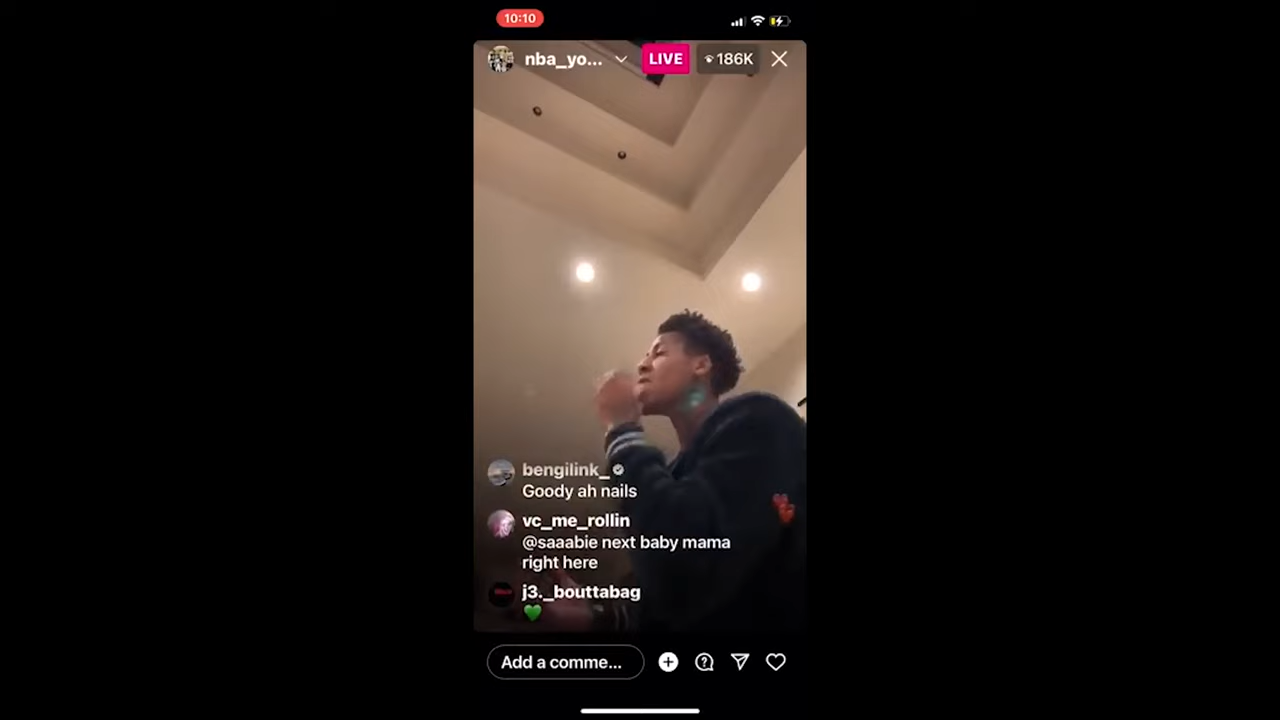 10:10
nba_yo...
LIVE
186K
bengilink_
Goody ah nails
vc_me_rollin
@saaabie next baby mama
right here
j3._bouttabag
💚
Add a comme...